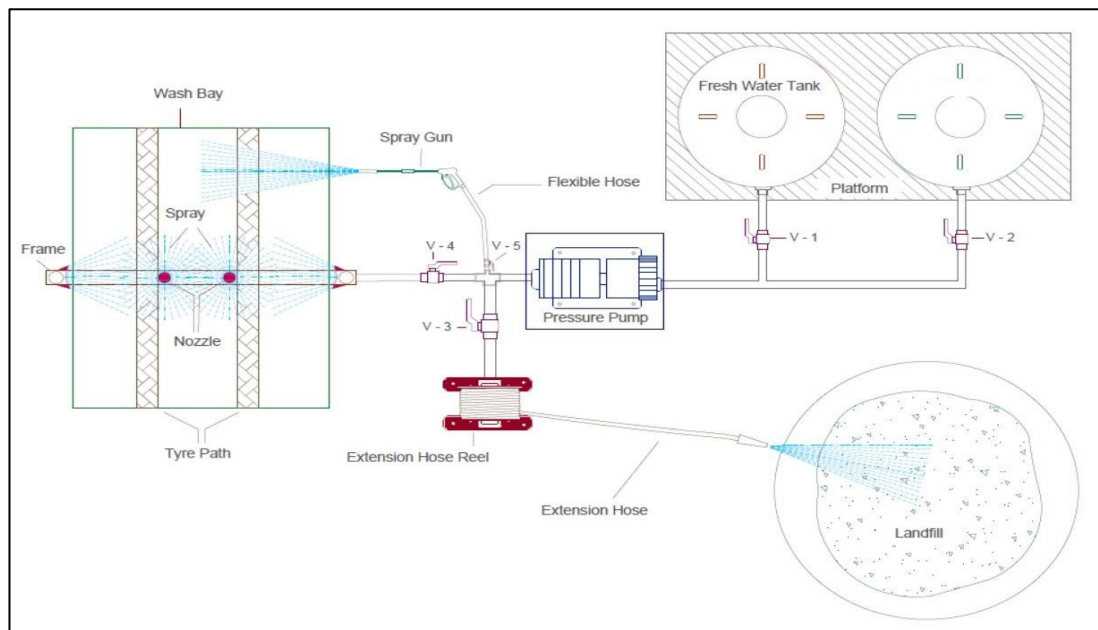 Wash Bay
Fresh Water Tank
Spray Gun
Flexible Hose
Platform
Frame
Spray
V - 4
V - 5
V - 1
V - 2
Nozzle
V - 3
Pressure Pump
Tyre Path
Extension Hose Reel
Extension Hose
Landfill